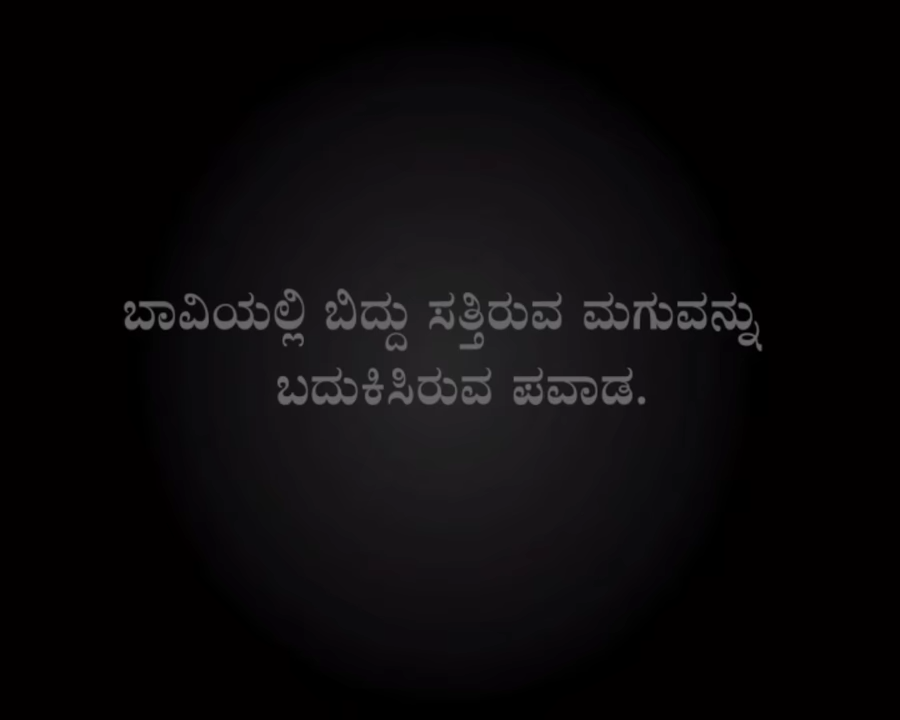 ಬಾವಿಯಲ್ಲಿ ಬಿದ್ದು ಸತ್ತಿರುವ ಮಗುವನ್ನು
ಬದುಕಿಸಿರುವ ಪವಾಡ.